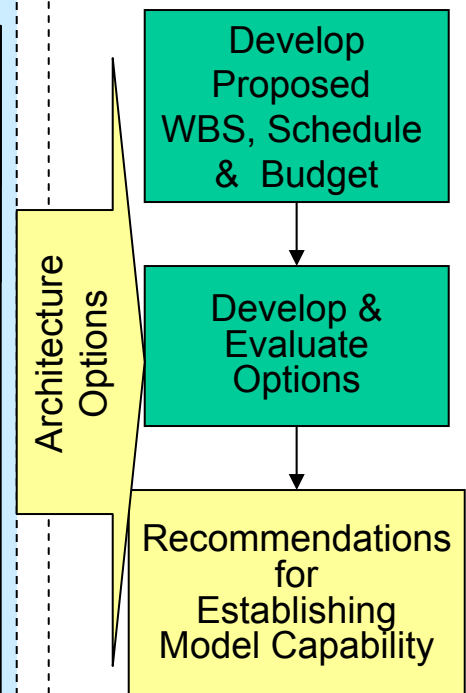 Develop
Proposed
WBS, Schedule
& Budget
Architecture
Options
Develop &
Evaluate
Options
Recommendations
for
Establishing
Model Capability